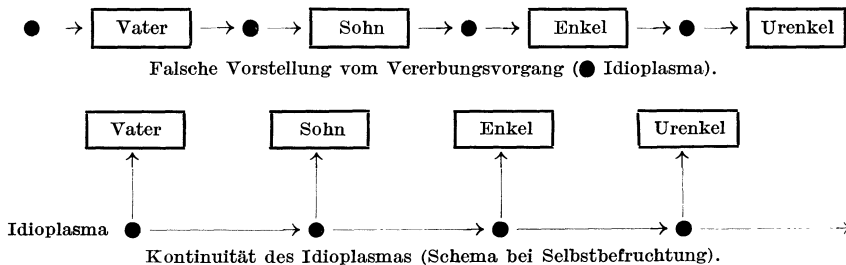 Vater Sohn Enkel Urenkel
Falsche Vorstellung vom Vererbungsvorgang (● Idioplasma).
Vater Sohn Enkel Urenkel
Idioplasma
Kontinuität des Idioplasmas (Schema bei Selbstbefruchtung).